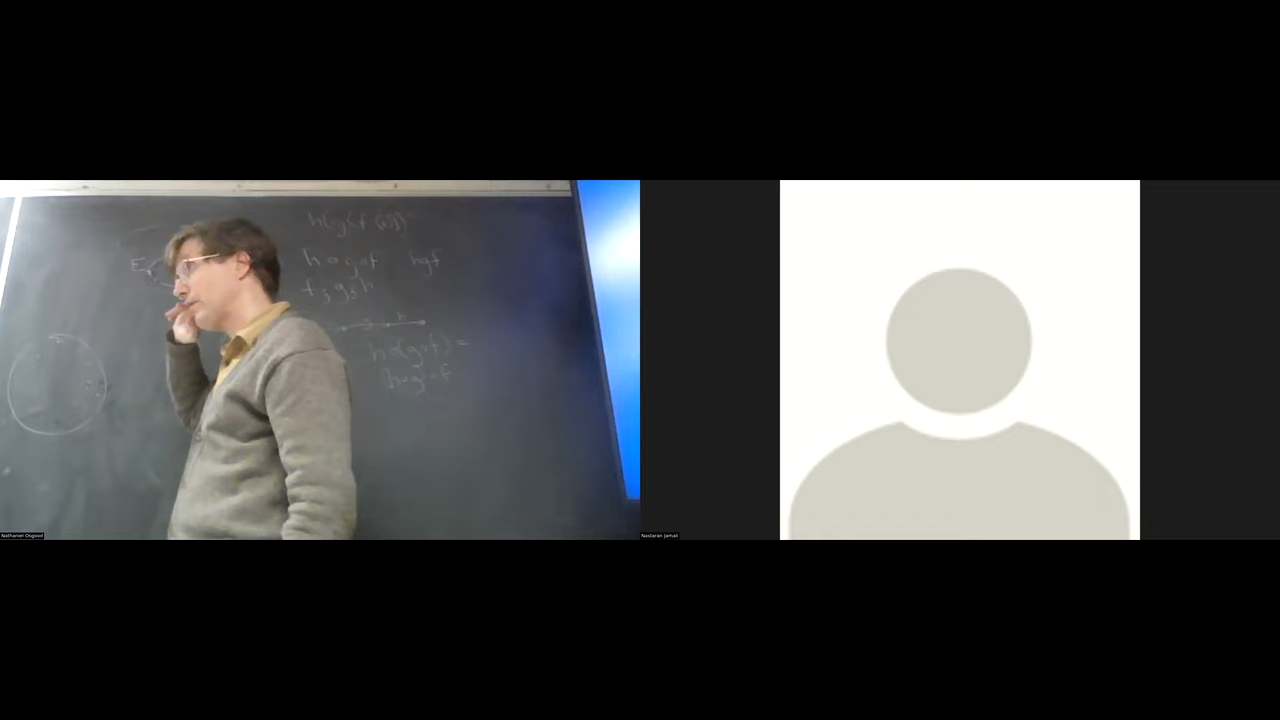 h(g(f(a)))
h∘g∘f hgf
f;g;h
E
h
h∘(g∘f) =
(h∘g)∘f
Nathaniel Osgood
Nastaran Jamali